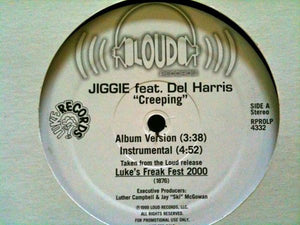 LOUD
RECORDS
JIGGIE feat. Del Harris
"Creeping"
LUKE RECORDS
SIDE A
Stereo
RPROLP
4332
Album Version (3:38)
Instrumental (4:52)
Taken from the Loud release
Luke's Freak Fest 2000
(1876)
Executive Producers:
Luther Campbell & Jay "Ski" McGowan
℗ 1999 LOUD RECORDS, LLC.
ALL RIGHTS RESERVED.
FOR PROMOTIONAL USE ONLY.